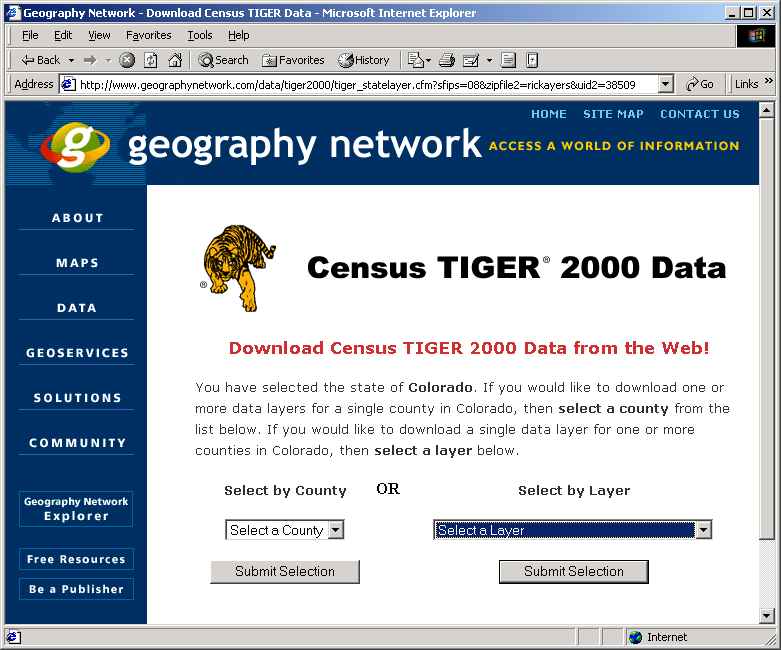 Geography Network - Download Census TIGER Data - Microsoft Internet Explorer
File Edit View Favorites Tools Help
Back Search Favorites History
Address http://www.geographynetwork.com/data/tiger2000/tiger_statelayer.cfm?sfips=08&zipfile2=rickayers&uid2=38509 Go Links »
HOME SITE MAP CONTACT US
g geography network ACCESS A WORLD OF INFORMATION
ABOUT
MAPS
DATA
GEOSERVICES
SOLUTIONS
COMMUNITY
Geography Network
Explorer
Free Resources
Be a Publisher
® Census TIGER® 2000 Data
Download Census TIGER 2000 Data from the Web!
You have selected the state of Colorado. If you would like to download one or
more data layers for a single county in Colorado, then select a county from the
list below. If you would like to download a single data layer for one or more
counties in Colorado, then select a layer below.
Select by County OR Select by Layer
Select a County Select a Layer
Submit Selection Submit Selection
Internet